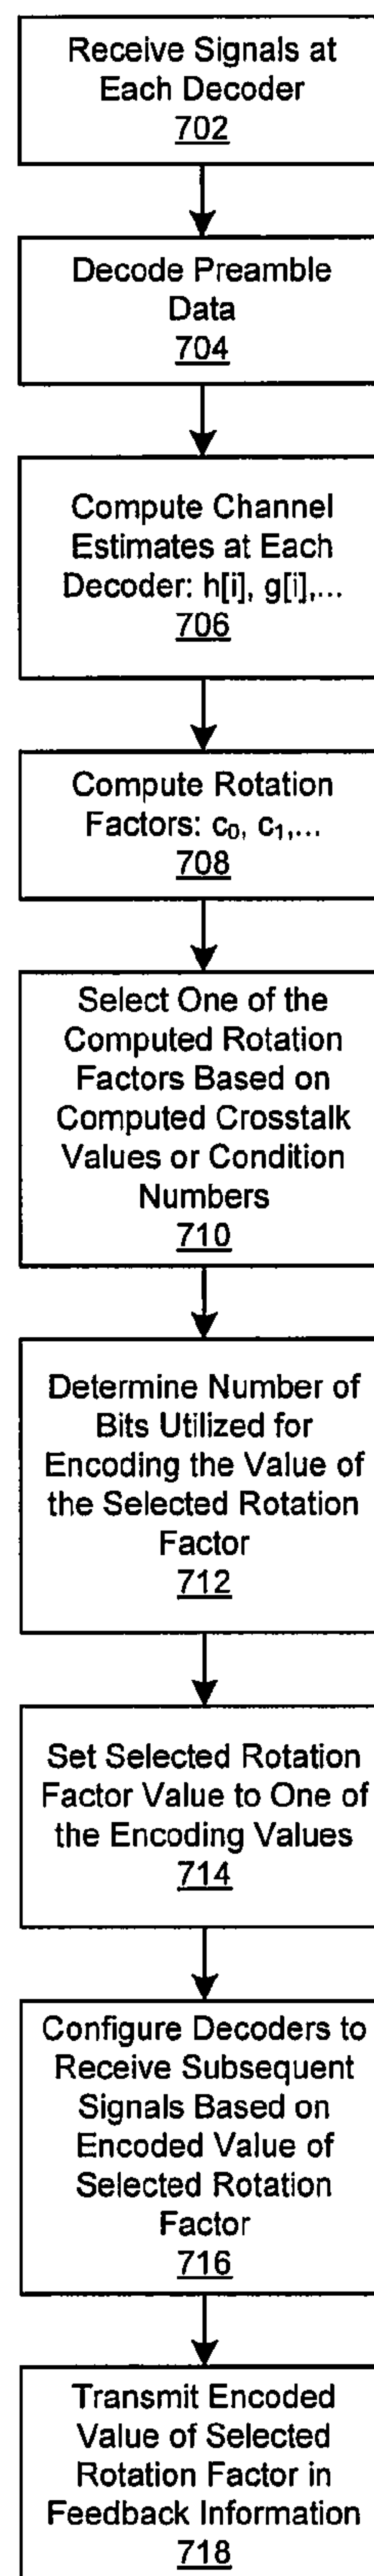 Receive Signals at
Each Decoder
702
Decode Preamble
Data
704
Compute Channel
Estimates at Each
Decoder: h[i], g[i],...
706
Compute Rotation
Factors: c₀, c₁,...
708
Select One of the
Computed Rotation
Factors Based on
Computed Crosstalk
Values or Condition
Numbers
710
Determine Number of
Bits Utilized for
Encoding the Value of
the Selected Rotation
Factor
712
Set Selected Rotation
Factor Value to One of
the Encoding Values
714
Configure Decoders to
Receive Subsequent
Signals Based on
Encoded Value of
Selected Rotation
Factor
716
Transmit Encoded
Value of Selected
Rotation Factor in
Feedback Information
718